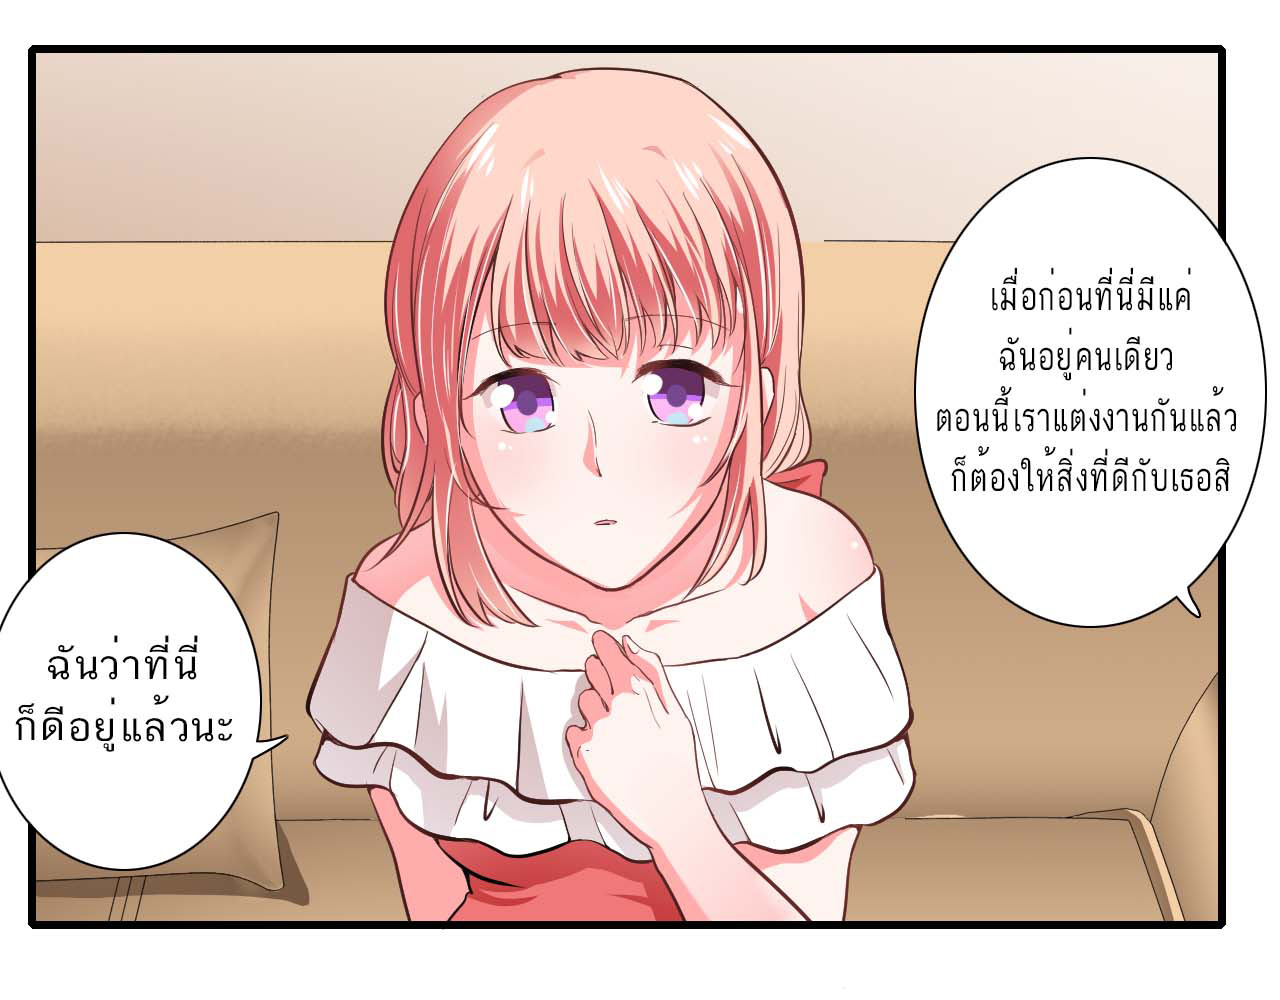 เมื่อก่อนที่นี่มีแค่
ฉันอยู่คนเดียว
ตอนนี้เราแต่งงานกันแล้ว
ก็ต้องให้สิ่งที่ดีกับเธอสิ
ฉันว่าที่นี่
ก็ดีอยู่แล้วนะ